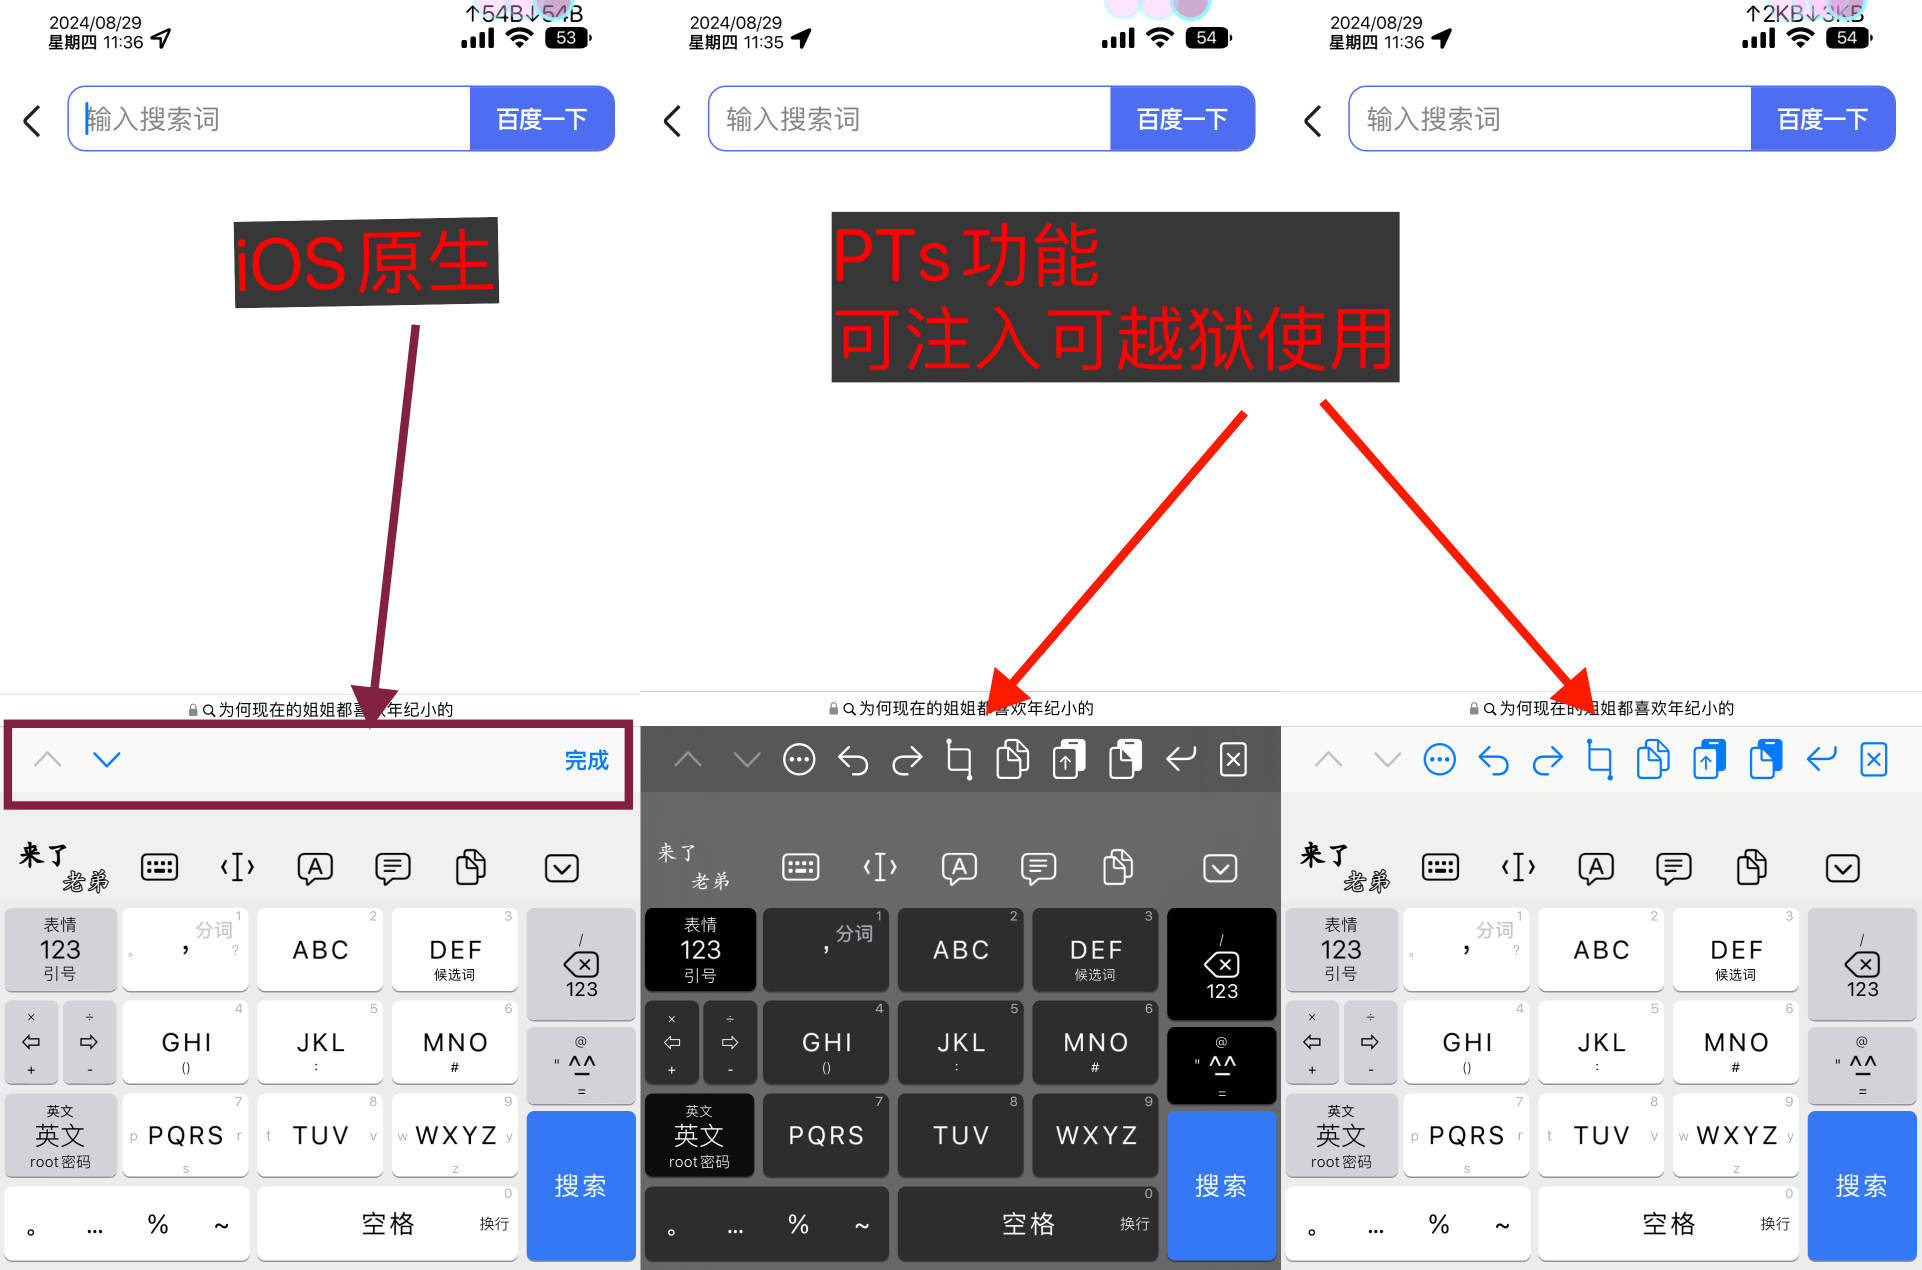 2024/08/29
星期四 11:36
↑54B↓54B
53
输入搜索词
百度一下
iOS原生
为何现在的姐姐都喜欢年纪小的
完成
来了
老弟
表情
123
引号
1
分词
。 , ?
2
ABC
3
DEF
候选词
/
123
×
+
÷
-
4
GHI
()
5
JKL
:
6
MNO
#
@
" ^^
=
英文
英文
root密码
7
p PQRS r
s
8
t TUV v
9
w WXYZ y
z
搜索
。 … % ~
0
空格 换行
2024/08/29
星期四 11:35
54
输入搜索词
百度一下
PTs功能
可注入可越狱使用
为何现在的姐姐都喜欢年纪小的
来了
老弟
表情
123
引号
1
, 分词
2
ABC
3
DEF
候选词
/
123
×
+
÷
-
4
GHI
()
5
JKL
:
6
MNO
#
@
" ^^
=
英文
英文
root密码
7
PQRS
8
TUV
9
WXYZ
搜索
。 … % ~
0
空格 换行
2024/08/29
星期四 11:36
↑2KB↓3KB
54
输入搜索词
百度一下
为何现在的姐姐都喜欢年纪小的
来了
老弟
表情
123
引号
1
分词
。 , ?
2
ABC
3
DEF
候选词
/
123
×
+
÷
-
4
GHI
()
5
JKL
:
6
MNO
#
@
" ^^
=
英文
英文
root密码
7
p PQRS r
s
8
t TUV v
9
w WXYZ y
z
搜索
。 … % ~
0
空格 换行